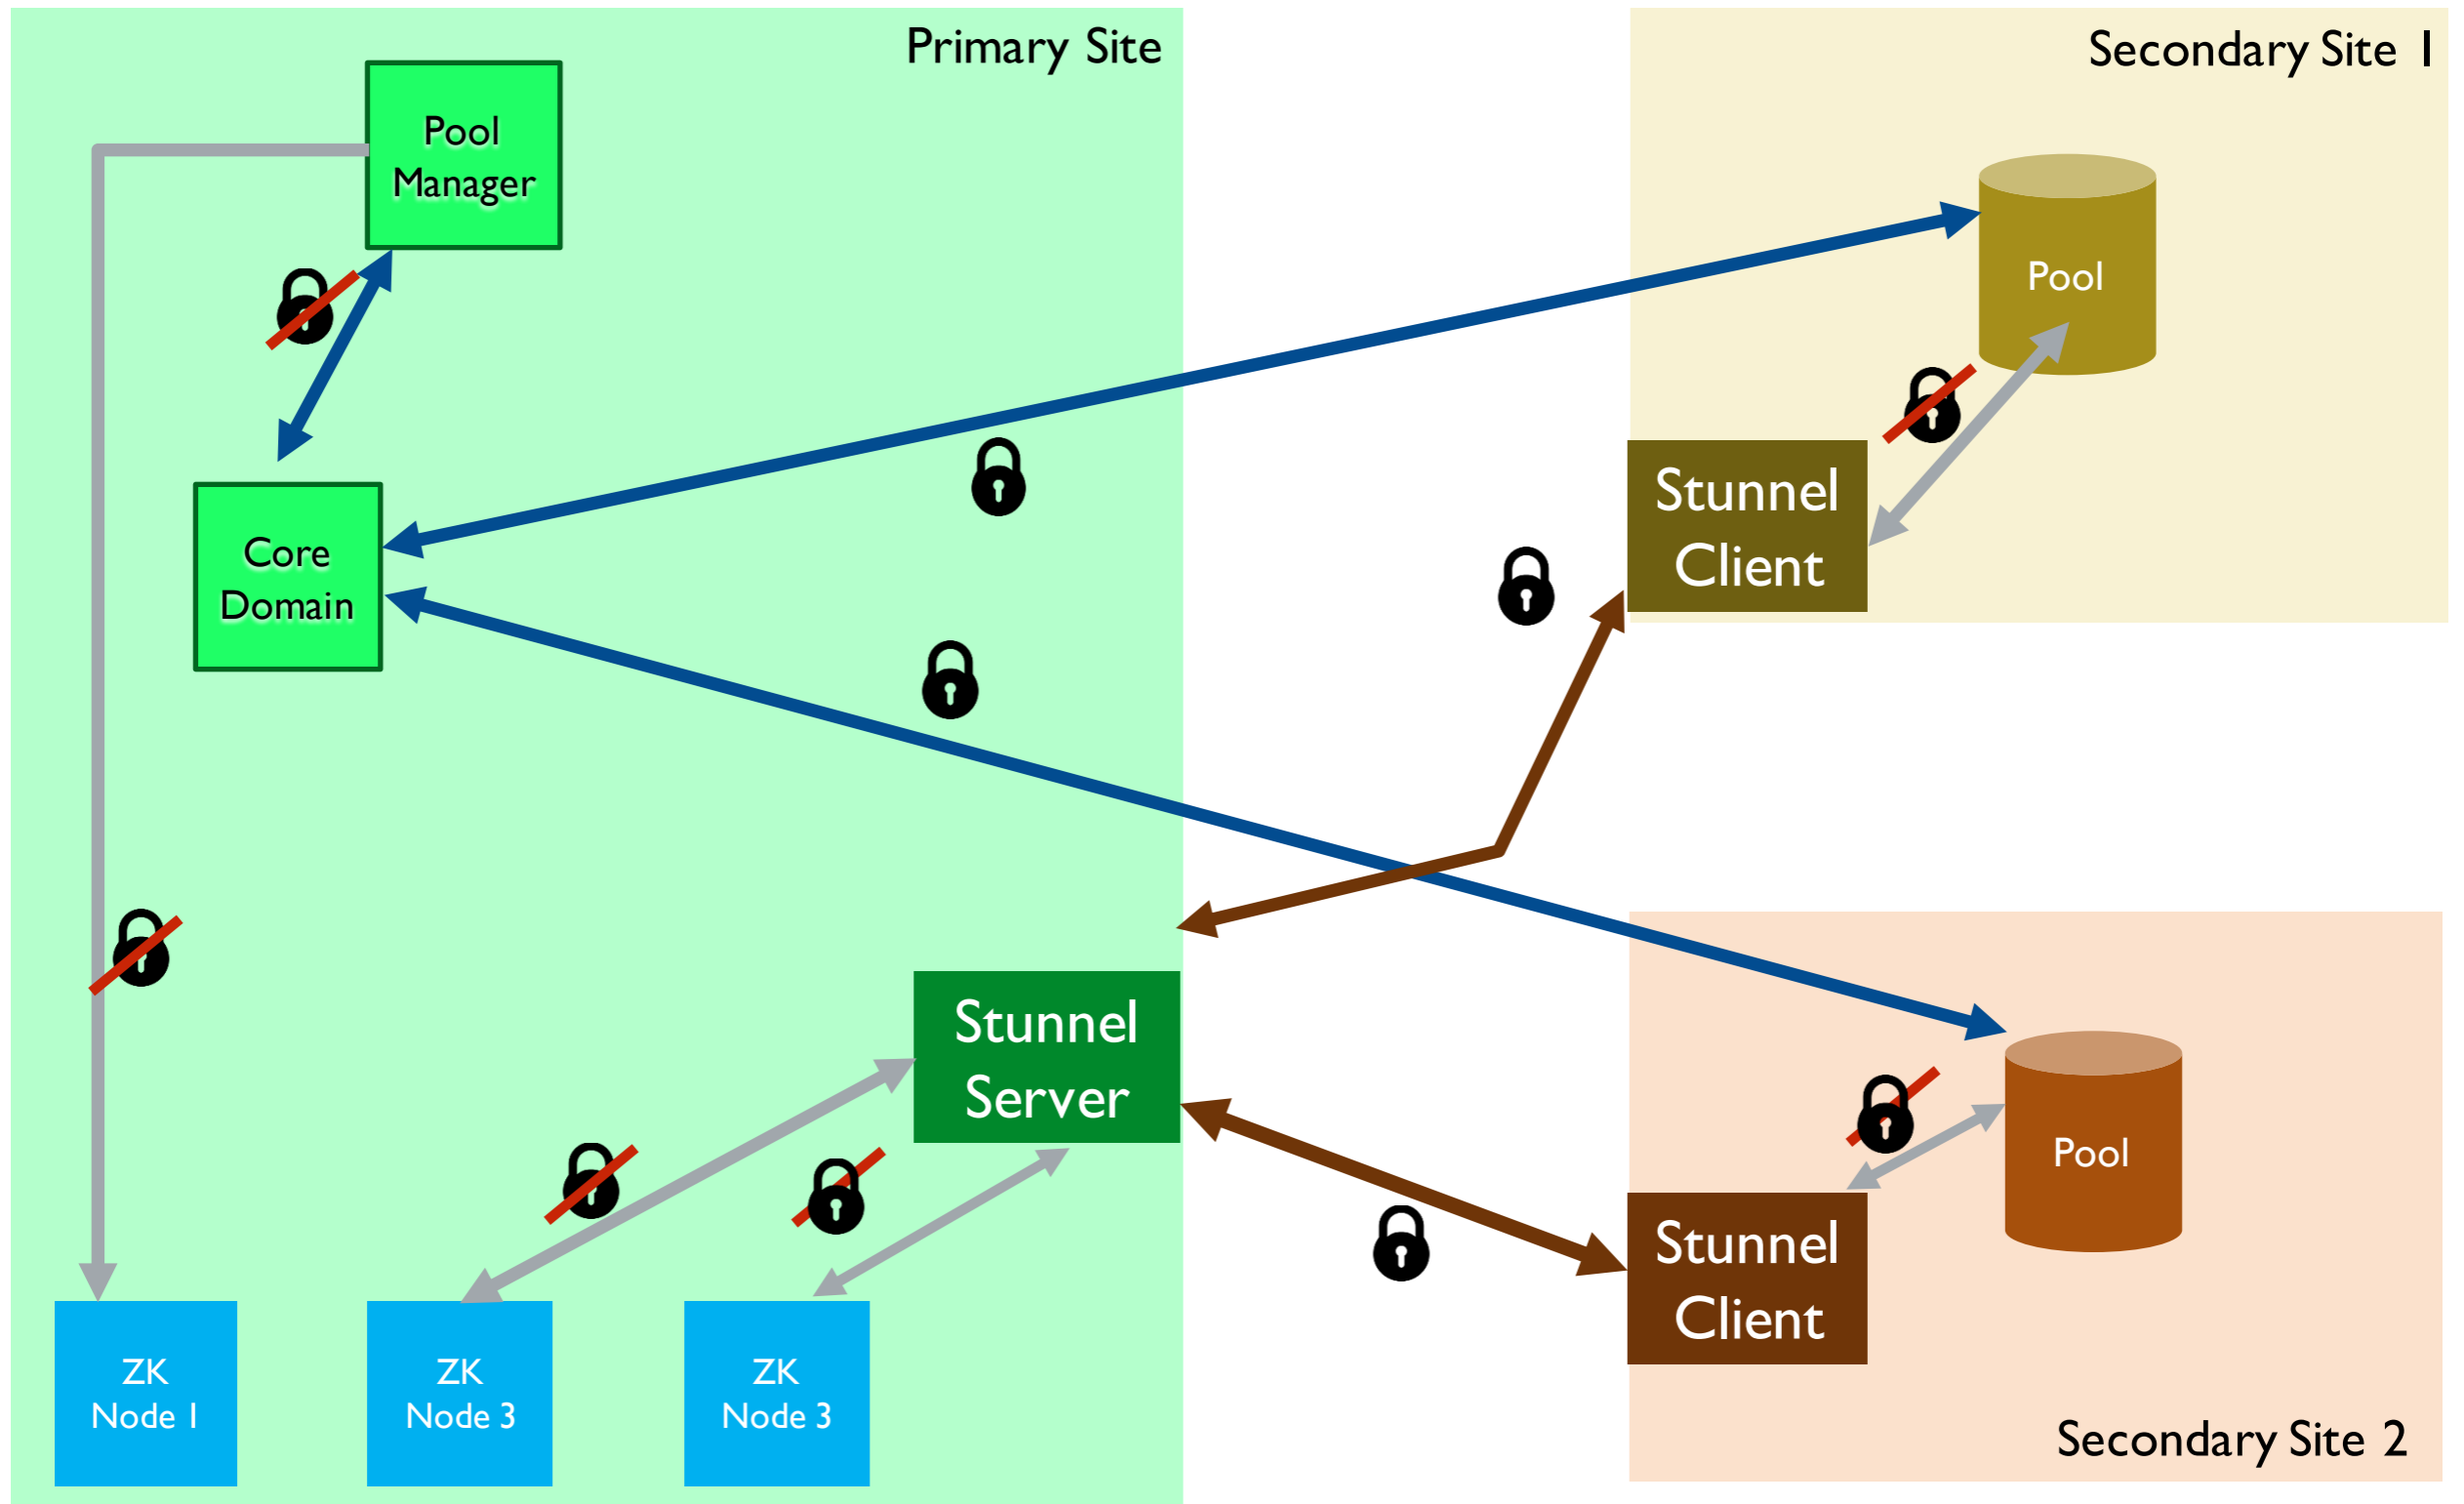 Primary Site
Secondary Site 1
Pool
Manager
Pool
Core
Domain
Stunnel
Client
Stunnel
Server
Pool
Stunnel
Client
ZK
Node 1
ZK
Node 3
ZK
Node 3
Secondary Site 2